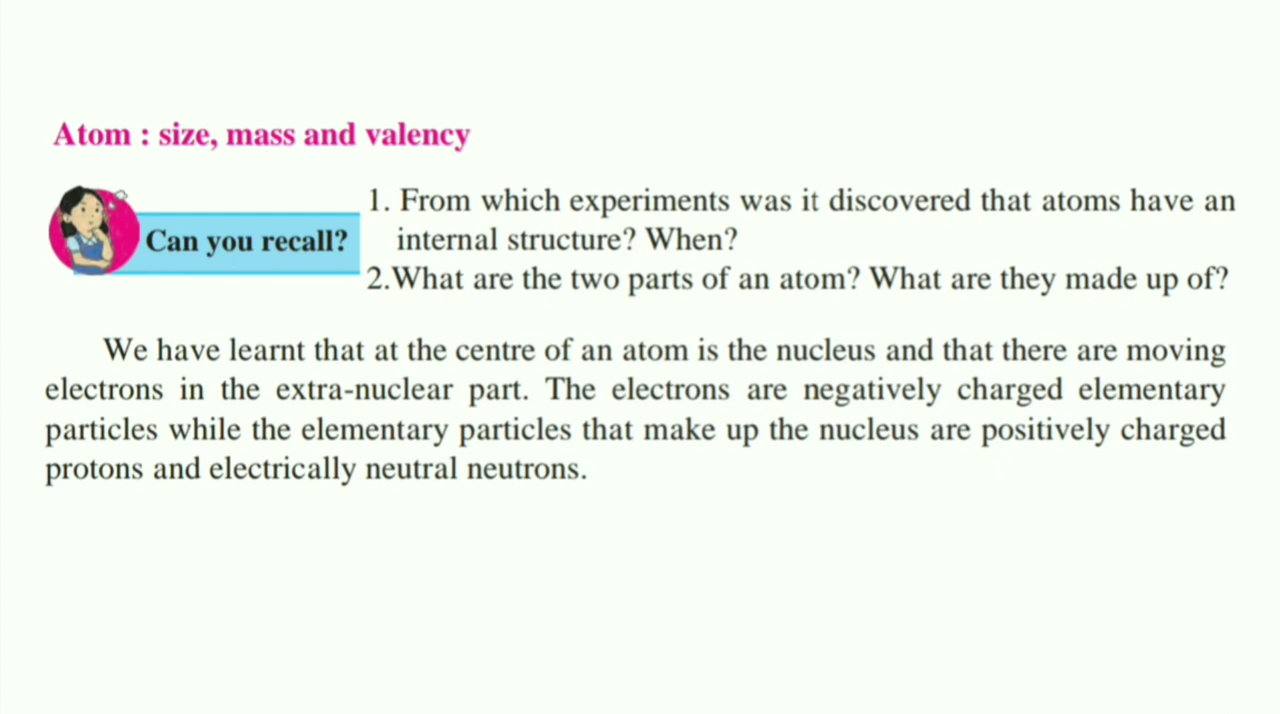 Atom : size, mass and valency
Can you recall?
1. From which experiments was it discovered that atoms have an
internal structure? When?
2.What are the two parts of an atom? What are they made up of?
We have learnt that at the centre of an atom is the nucleus and that there are moving
electrons in the extra-nuclear part. The electrons are negatively charged elementary
particles while the elementary particles that make up the nucleus are positively charged
protons and electrically neutral neutrons.